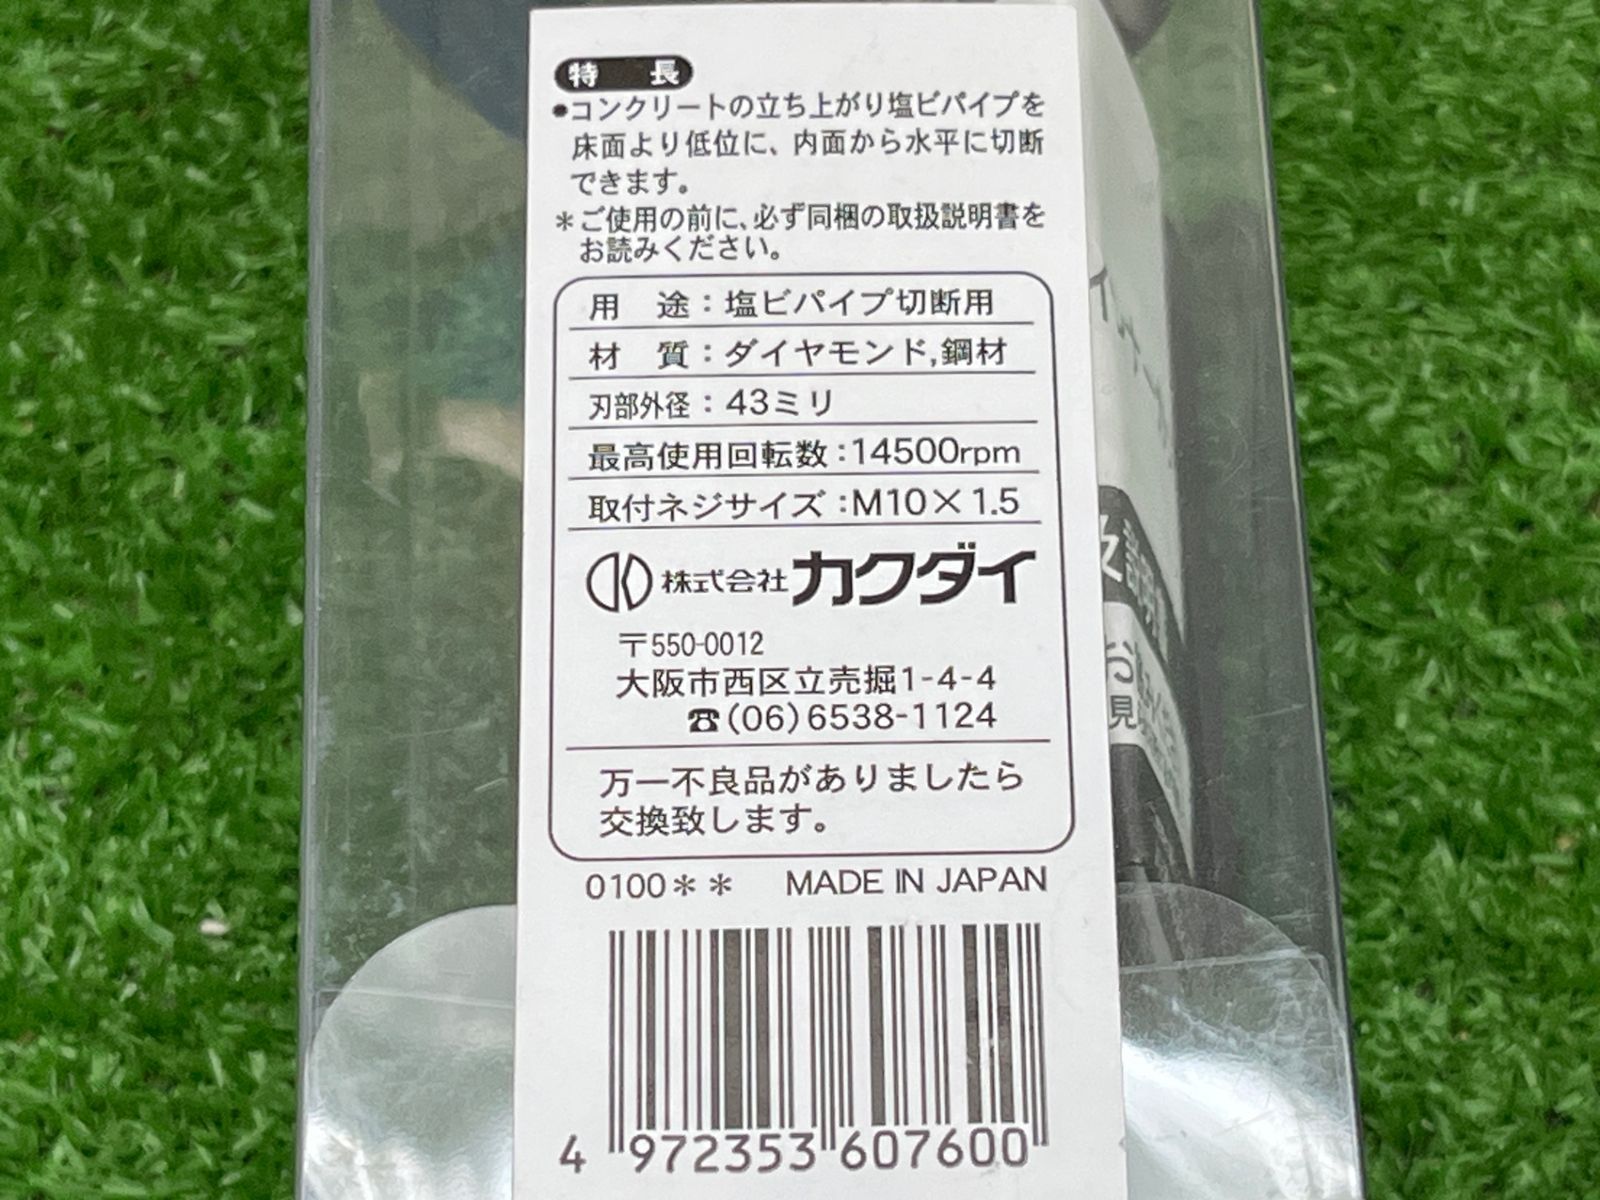 特 長
●コンクリートの立ち上がり塩ビパイプを
床面より低位に、内面から水平に切断
できます。
＊ご使用の前に、必ず同梱の取扱説明書を
お読みください。
用 途：塩ビパイプ切断用
材 質：ダイヤモンド,鋼材
刃部外径：43ミリ
最高使用回転数：14500rpm
取付ネジサイズ：M10×1.5
株式会社カクダイ
〒550-0012
大阪市西区立売堀1-4-4
☎(06)6538-1124
万一不良品がありましたら
交換致します。
0100＊＊ MADE IN JAPAN
4 972353 607600